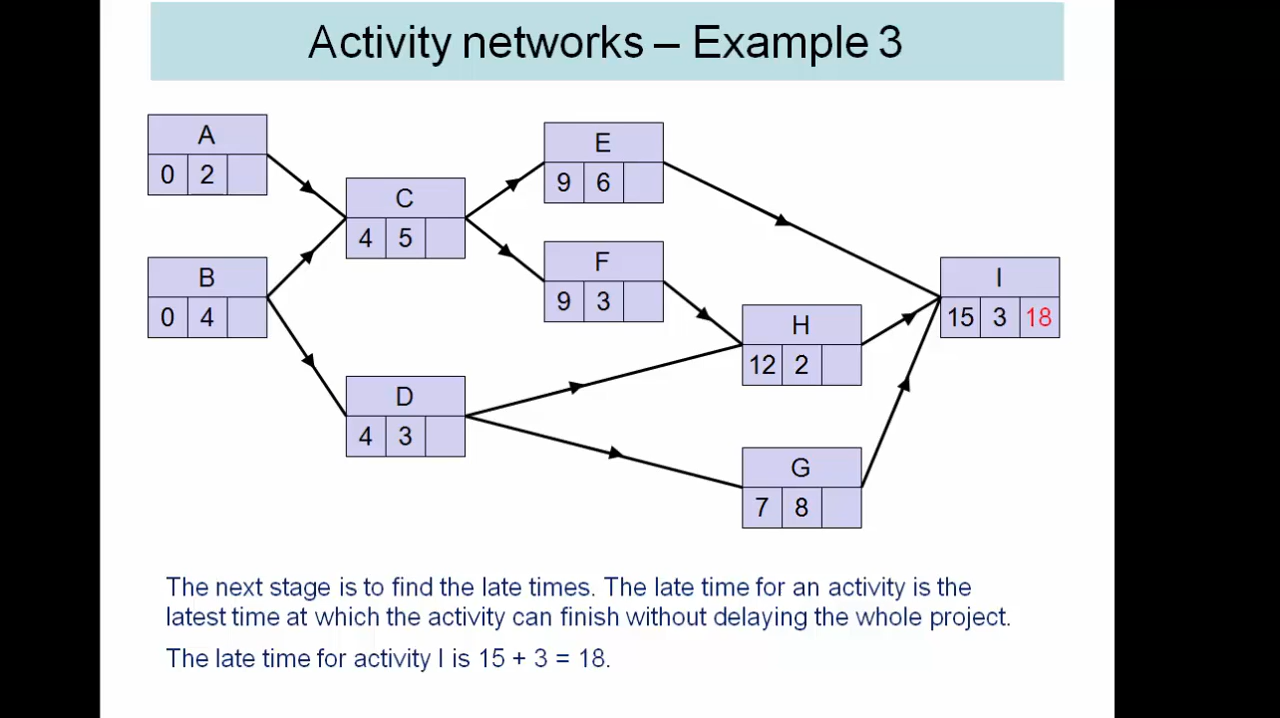 Activity networks – Example 3
A
0 2
B
0 4
C
4 5
D
4 3
E
9 6
F
9 3
H
12 2
G
7 8
I
15 3 18
The next stage is to find the late times. The late time for an activity is the
latest time at which the activity can finish without delaying the whole project.
The late time for activity I is 15 + 3 = 18.